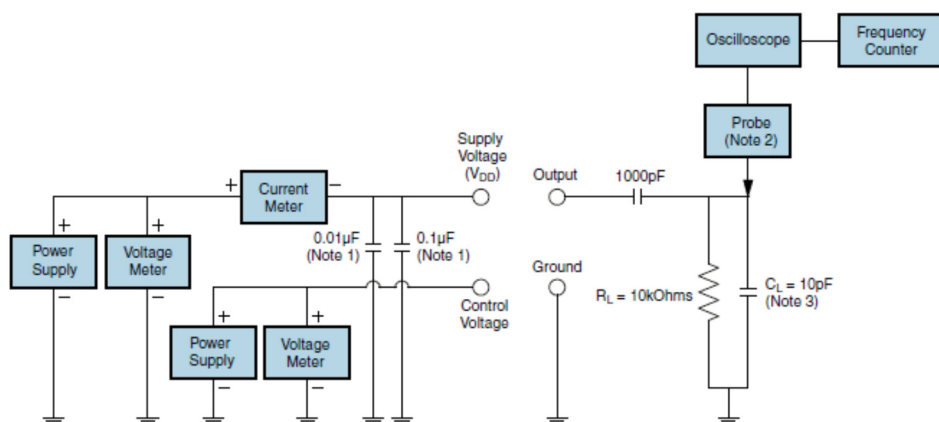 Oscilloscope
Frequency
Counter
Probe
(Note 2)
Supply
Voltage
(VDD)
Output
1000pF
+
Current
Meter
−
+
+
0.01µF
(Note 1)
0.1µF
(Note 1)
Power
Supply
Voltage
Meter
Ground
RL = 10kOhms
CL = 10pF
(Note 3)
−
−
+
+
Control
Voltage
Power
Supply
Voltage
Meter
−
−